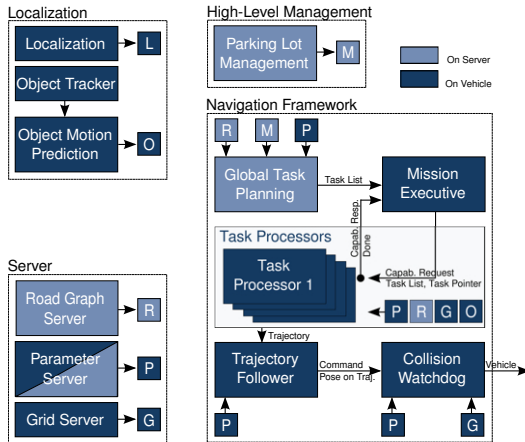 Localization
Localization
L
Object Tracker
Object Motion
Prediction
O
High-Level Management
Parking Lot
Management
M
On Server
On Vehicle
Navigation Framework
R
M
P
Global Task
Planning
Task List
Mission
Executive
Capab. Resp.
Done
Task Processors
Task
Processor 1
Capab. Request
Task List, Task Pointer
P
R
G
O
Trajectory
Trajectory
Follower
Command
Pose on Traj.
Collision
Watchdog
Vehicle
P
P
G
Server
Road Graph
Server
R
Parameter
Server
P
Grid Server
G